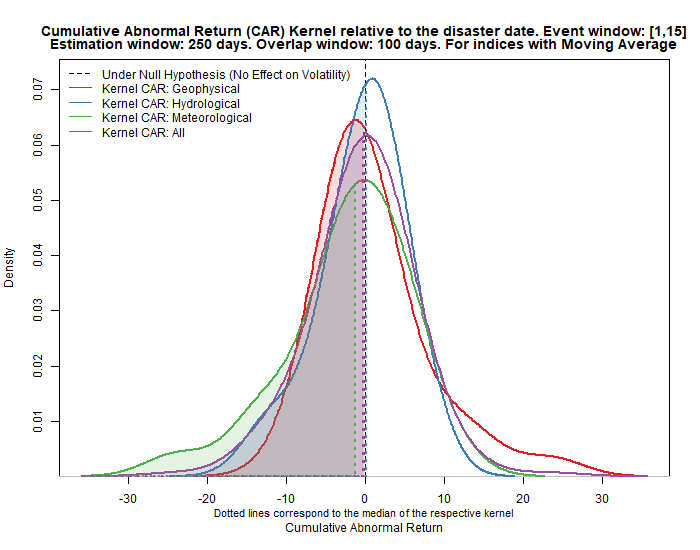 Cumulative Abnormal Return (CAR) Kernel relative to the disaster date. Event window: [1,15]
Estimation window: 250 days. Overlap window: 100 days. For indices with Moving Average
Under Null Hypothesis (No Effect on Volatility)
Kernel CAR: Geophysical
Kernel CAR: Hydrological
Kernel CAR: Meteorological
Kernel CAR: All
Density
0.07
0.06
0.05
0.04
0.03
0.02
0.01
-30 -20 -10 0 10 20 30
Dotted lines correspond to the median of the respective kernel
Cumulative Abnormal Return